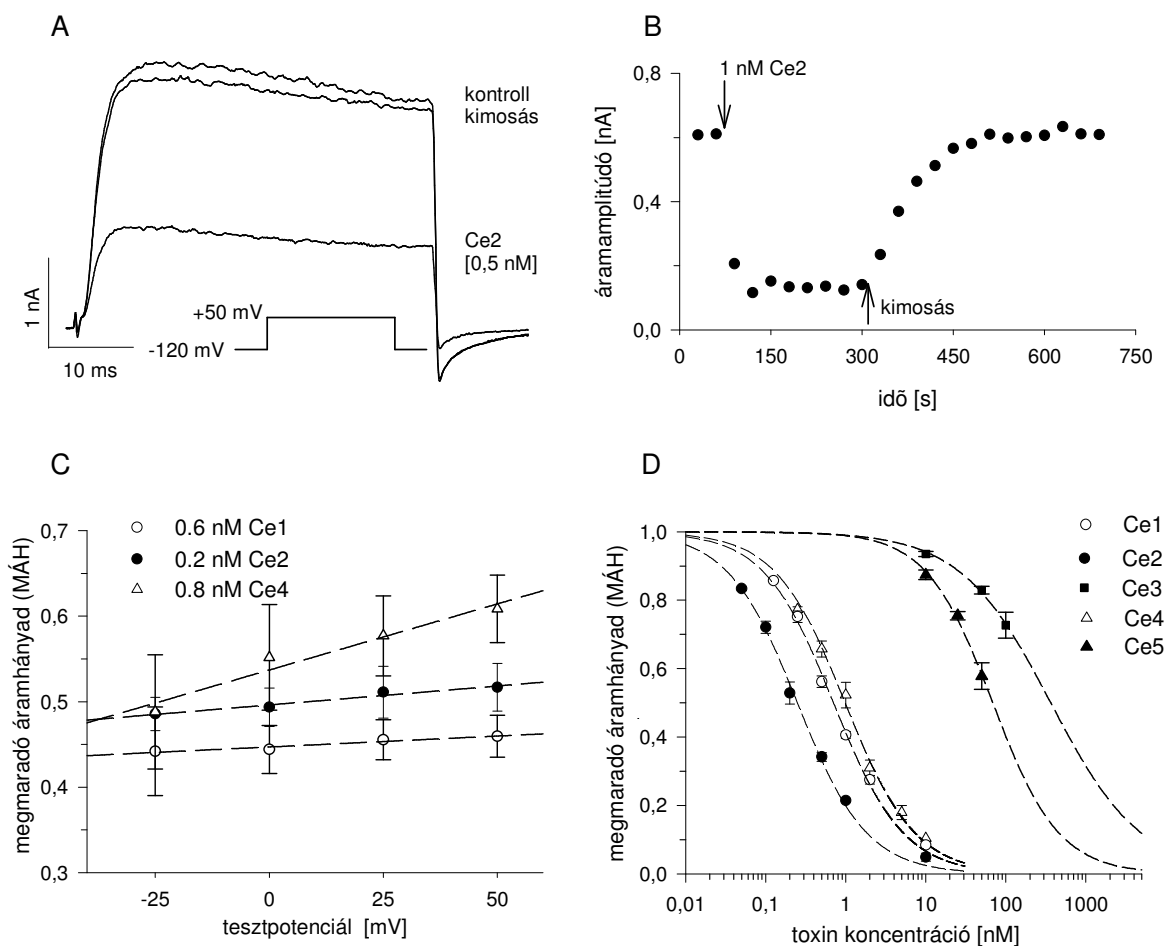 A
kontroll
kimosás
Ce2
[0,5 nM]
1 nA
10 ms
+50 mV
-120 mV
B
1 nM Ce2
kimosás
áramamplitúdó [nA]
0,8
0,4
0,0
0 150 300 450 600 750
idõ [s]
C
0.6 nM Ce1
0.2 nM Ce2
0.8 nM Ce4
megmaradó áramhányad (MÁH)
0,7
0,6
0,5
0,4
0,3
-25 0 25 50
tesztpotenciál [mV]
D
Ce1
Ce2
Ce3
Ce4
Ce5
megmaradó áramhányad (MÁH)
1,0
0,8
0,6
0,4
0,2
0,0
0,01 0,1 1 10 100 1000
toxin koncentráció [nM]